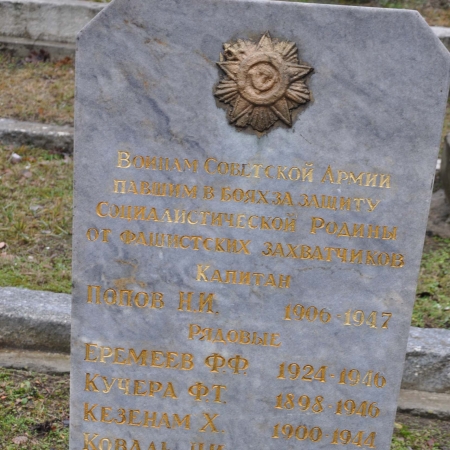 Воинам Советской Армии
павшим в боях за защиту
Социалистической Родины
от фашистских захватчиков
Капитан
Попов И.И. 1906-1947
Рядовые
Еремеев Ф.Ф. 1924-1946
Кучера Ф.Т. 1898-1946
Кезенам Х. 1900-1944